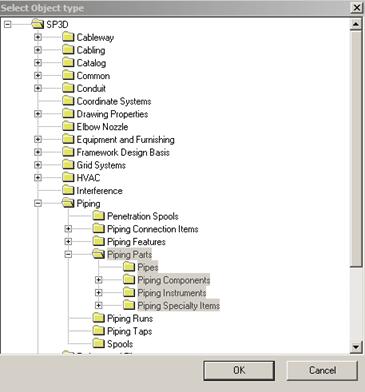 Select Object type
SP3D
Cableway
Cabling
Catalog
Common
Conduit
Coordinate Systems
Drawing Properties
Elbow Nozzle
Equipment and Furnishing
Framework Design Basis
Grid Systems
HVAC
Interference
Piping
Penetration Spools
Piping Connection Items
Piping Features
Piping Parts
Pipes
Piping Components
Piping Instruments
Piping Specialty Items
Piping Runs
Piping Taps
Spools
OK Cancel